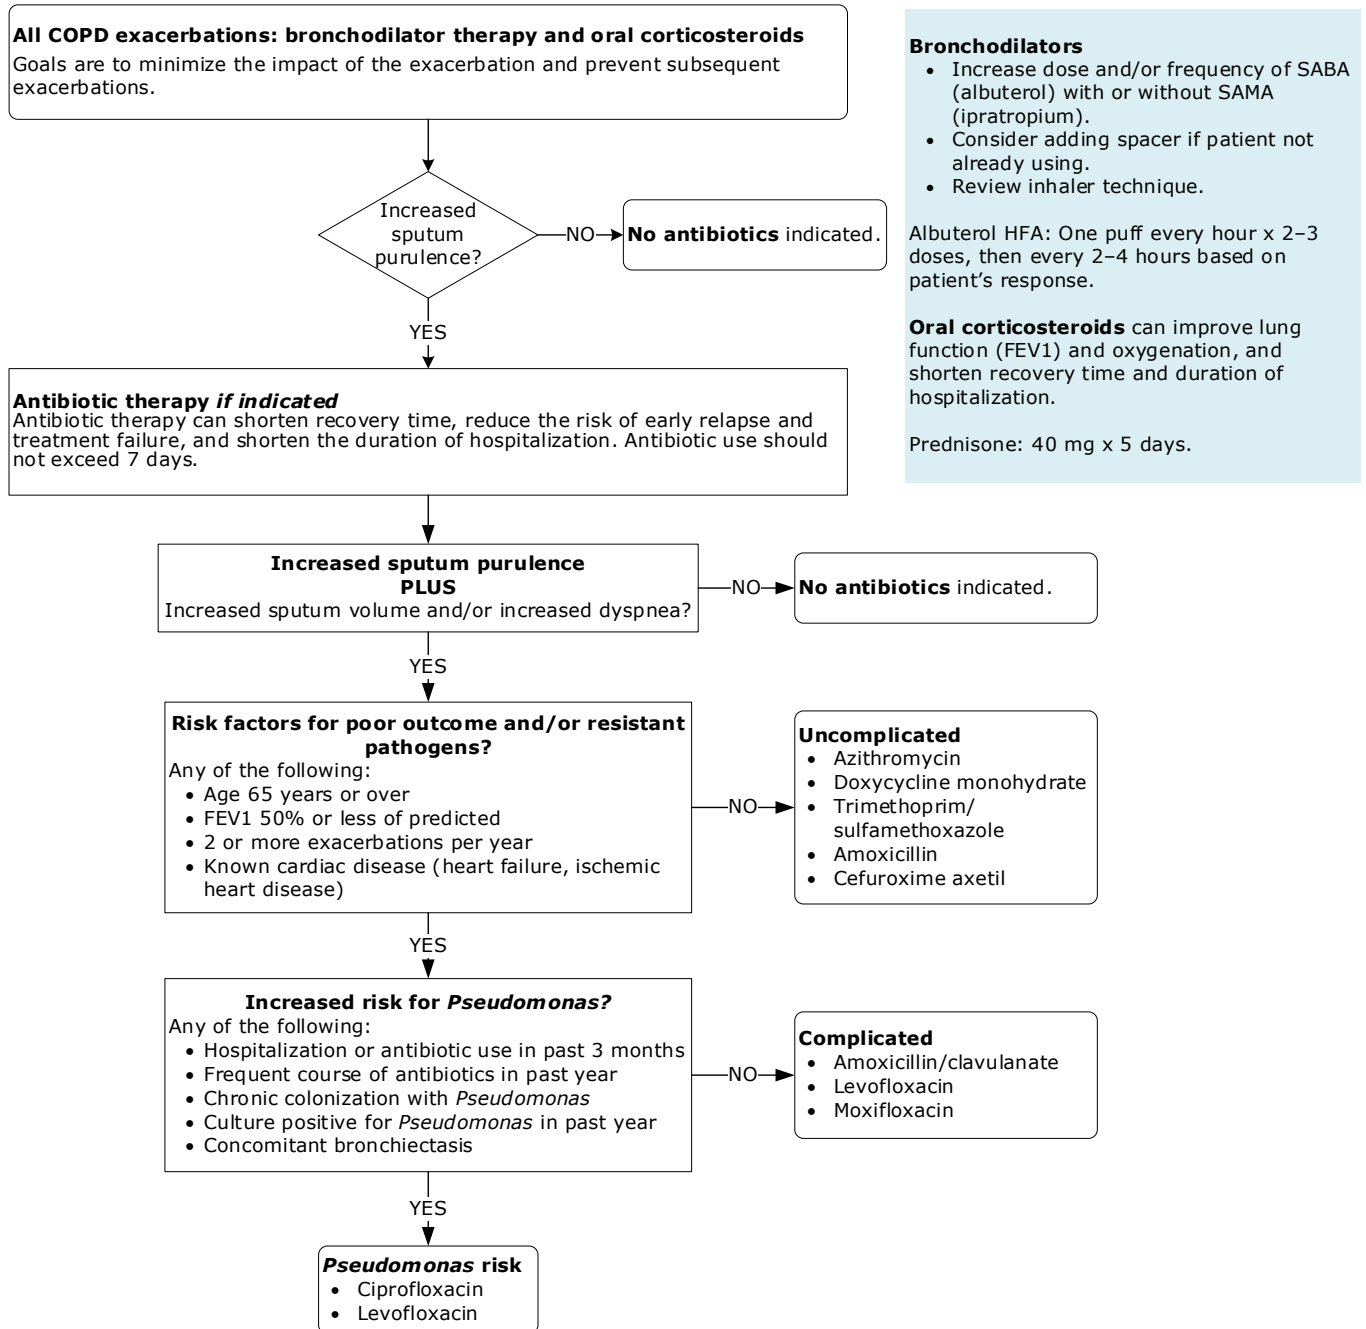 All COPD exacerbations: bronchodilator therapy and oral corticosteroids
Goals are to minimize the impact of the exacerbation and prevent subsequent
exacerbations.
Increased
sputum
purulence?
NO
No antibiotics indicated.
YES
Antibiotic therapy if indicated
Antibiotic therapy can shorten recovery time, reduce the risk of early relapse and
treatment failure, and shorten the duration of hospitalization. Antibiotic use should
not exceed 7 days.
Increased sputum purulence
PLUS
Increased sputum volume and/or increased dyspnea?
NO
No antibiotics indicated.
YES
Risk factors for poor outcome and/or resistant
pathogens?
Any of the following:
• Age 65 years or over
• FEV1 50% or less of predicted
• 2 or more exacerbations per year
• Known cardiac disease (heart failure, ischemic
heart disease)
NO
Uncomplicated
• Azithromycin
• Doxycycline monohydrate
• Trimethoprim/
sulfamethoxazole
• Amoxicillin
• Cefuroxime axetil
YES
Increased risk for Pseudomonas?
Any of the following:
• Hospitalization or antibiotic use in past 3 months
• Frequent course of antibiotics in past year
• Chronic colonization with Pseudomonas
• Culture positive for Pseudomonas in past year
• Concomitant bronchiectasis
NO
Complicated
• Amoxicillin/clavulanate
• Levofloxacin
• Moxifloxacin
YES
Pseudomonas risk
• Ciprofloxacin
• Levofloxacin
Bronchodilators
• Increase dose and/or frequency of SABA
(albuterol) with or without SAMA
(ipratropium).
• Consider adding spacer if patient not
already using.
• Review inhaler technique.
Albuterol HFA: One puff every hour x 2–3
doses, then every 2–4 hours based on
patient’s response.
Oral corticosteroids can improve lung
function (FEV1) and oxygenation, and
shorten recovery time and duration of
hospitalization.
Prednisone: 40 mg x 5 days.